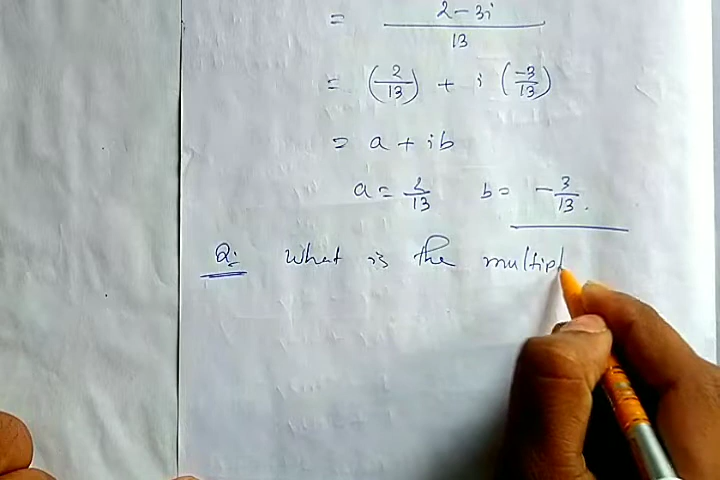 = 2-3i
13
= (2/13) + i (-3/13)
= a + ib
a = 2/13 b = -3/13.
Q: What is the multipl